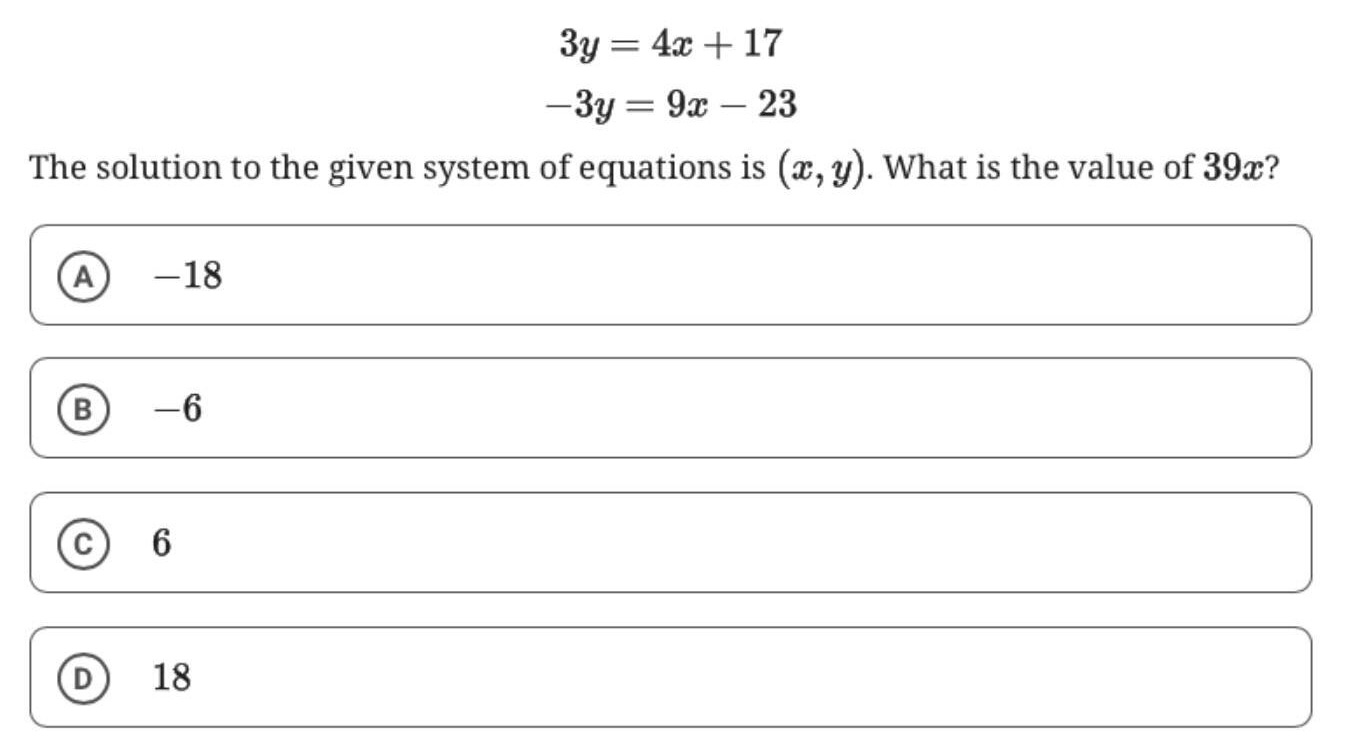 3y = 4x + 17
−3y = 9x − 23
The solution to the given system of equations is (x, y). What is the value of 39x?
A −18
B −6
C 6
D 18